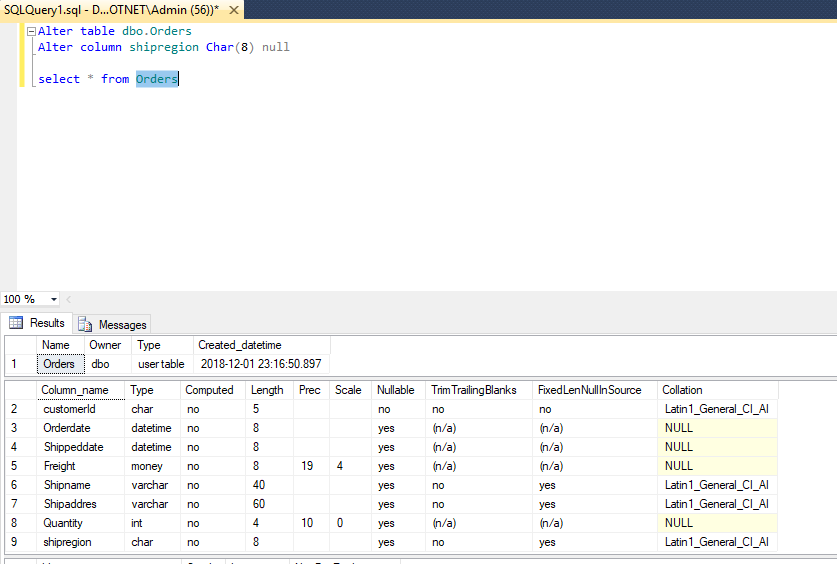 SQLQuery1.sql - D...OTNET\Admin (56))*
Alter table dbo.Orders
Alter column shipregion Char(8) null
select * from Orders
100 %
Results Messages
Name Owner Type Created_datetime
1 Orders dbo user table 2018-12-01 23:16:50.897
Column_name Type Computed Length Prec Scale Nullable TrimTrailingBlanks FixedLenNullInSource Collation
2 customerId char no 5 no no no Latin1_General_CI_AI
3 Orderdate datetime no 8 yes (n/a) (n/a) NULL
4 Shippeddate datetime no 8 yes (n/a) (n/a) NULL
5 Freight money no 8 19 4 yes (n/a) (n/a) NULL
6 Shipname varchar no 40 yes no yes Latin1_General_CI_AI
7 Shipaddres varchar no 60 yes no yes Latin1_General_CI_AI
8 Quantity int no 4 10 0 yes (n/a) (n/a) NULL
9 shipregion char no 8 yes no yes Latin1_General_CI_AI